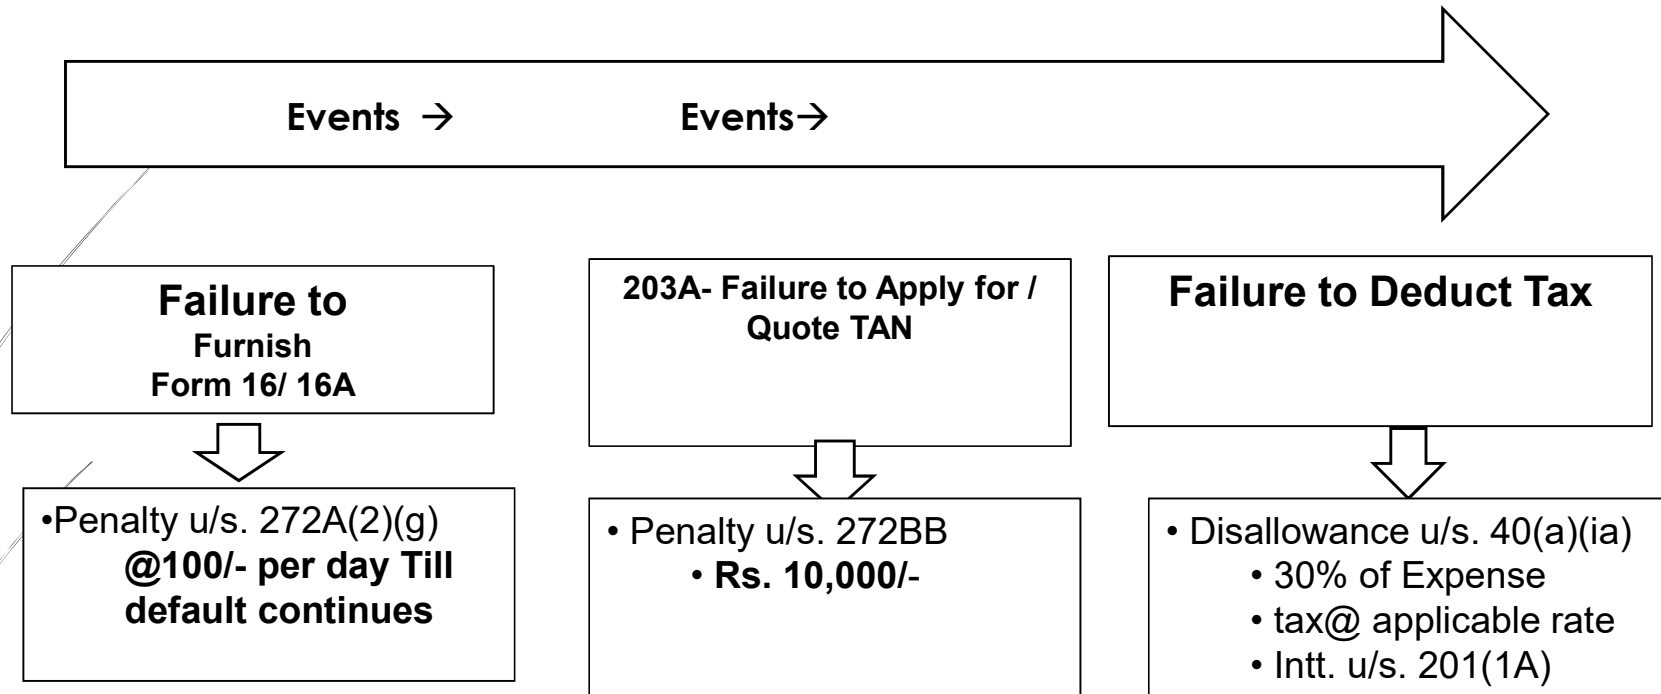 Events → Events→
Failure to
Furnish
Form 16/ 16A
203A- Failure to Apply for /
Quote TAN
Failure to Deduct Tax
•Penalty u/s. 272A(2)(g)
@100/- per day Till
default continues
• Penalty u/s. 272BB
• Rs. 10,000/-
• Disallowance u/s. 40(a)(ia)
• 30% of Expense
• tax@ applicable rate
• Intt. u/s. 201(1A)